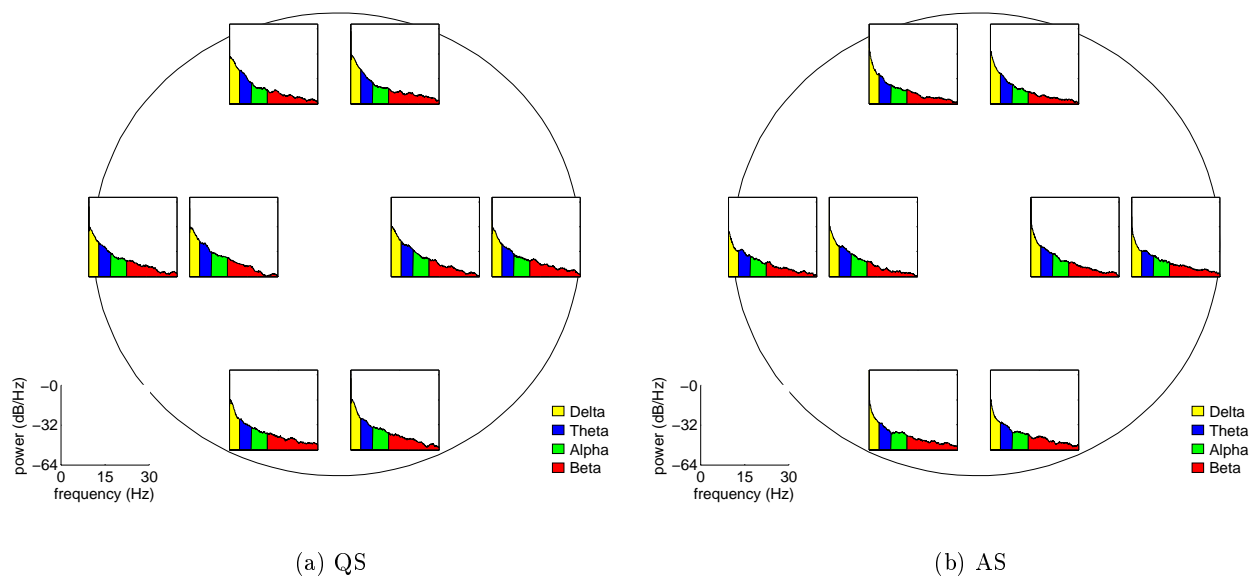 power (dB/Hz)
−0
−32
−64
0 15 30
frequency (Hz)
Delta
Theta
Alpha
Beta
(a) QS
power (dB/Hz)
−0
−32
−64
0 15 30
frequency (Hz)
Delta
Theta
Alpha
Beta
(b) AS